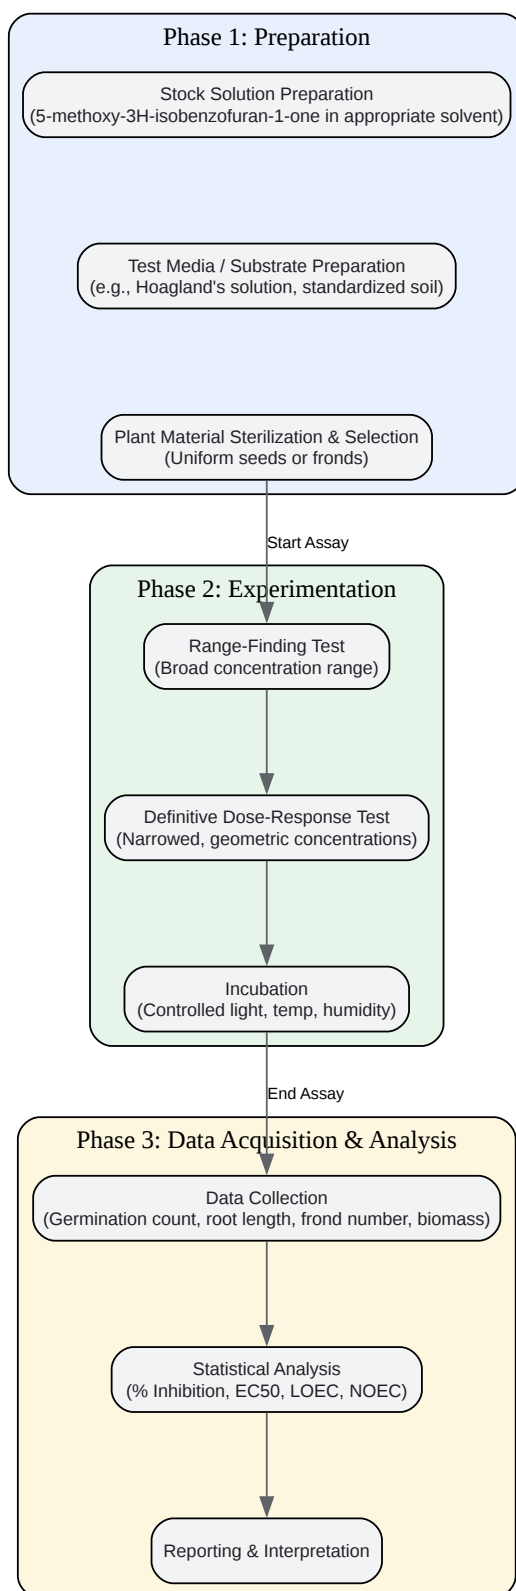 Phase 1: Preparation
Stock Solution Preparation
(5-methoxy-3H-isobenzofuran-1-one in appropriate solvent)
Test Media / Substrate Preparation
(e.g., Hoagland's solution, standardized soil)
Plant Material Sterilization & Selection
(Uniform seeds or fronds)
Start Assay
Phase 2: Experimentation
Range-Finding Test
(Broad concentration range)
Definitive Dose-Response Test
(Narrowed, geometric concentrations)
Incubation
(Controlled light, temp, humidity)
End Assay
Phase 3: Data Acquisition & Analysis
Data Collection
(Germination count, root length, frond number, biomass)
Statistical Analysis
(% Inhibition, EC50, LOEC, NOEC)
Reporting & Interpretation